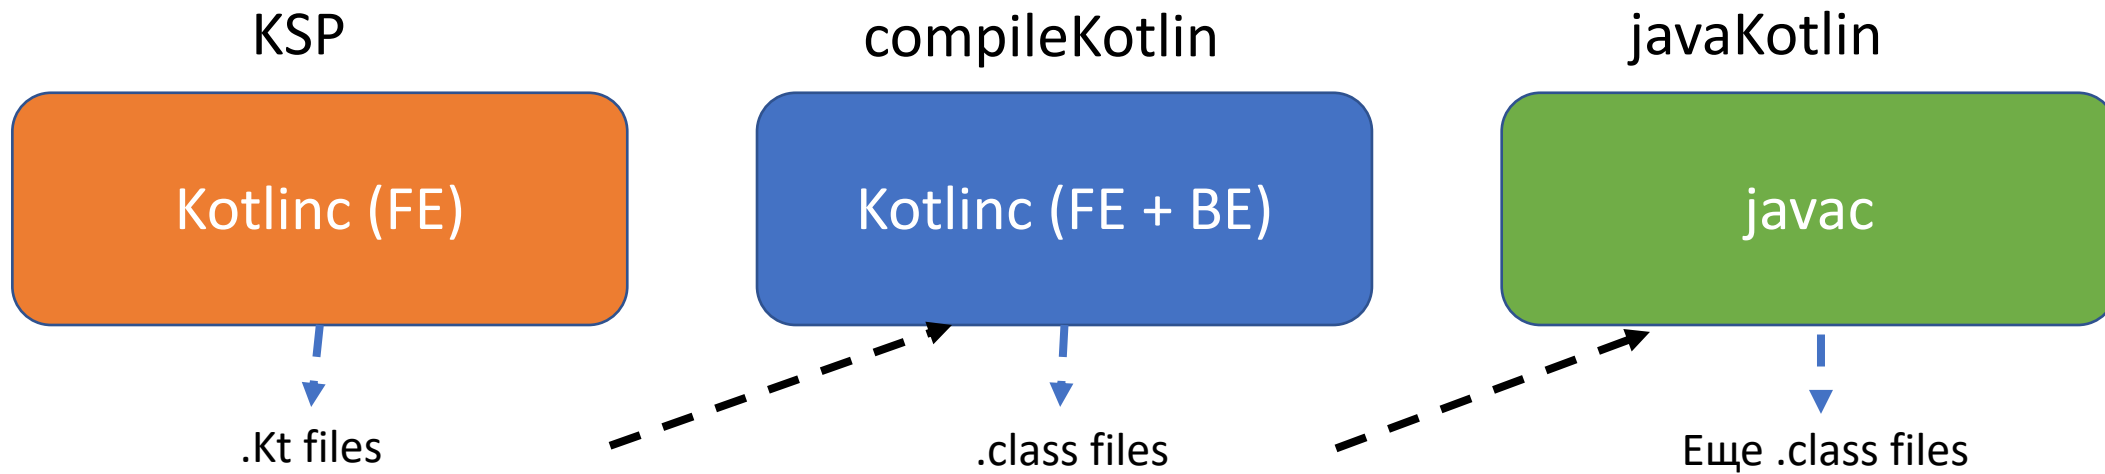 KSP
compileKotlin
javaKotlin
Kotlinc (FE)
Kotlinc (FE + BE)
javac
.Kt files
.class files
Еще .class files